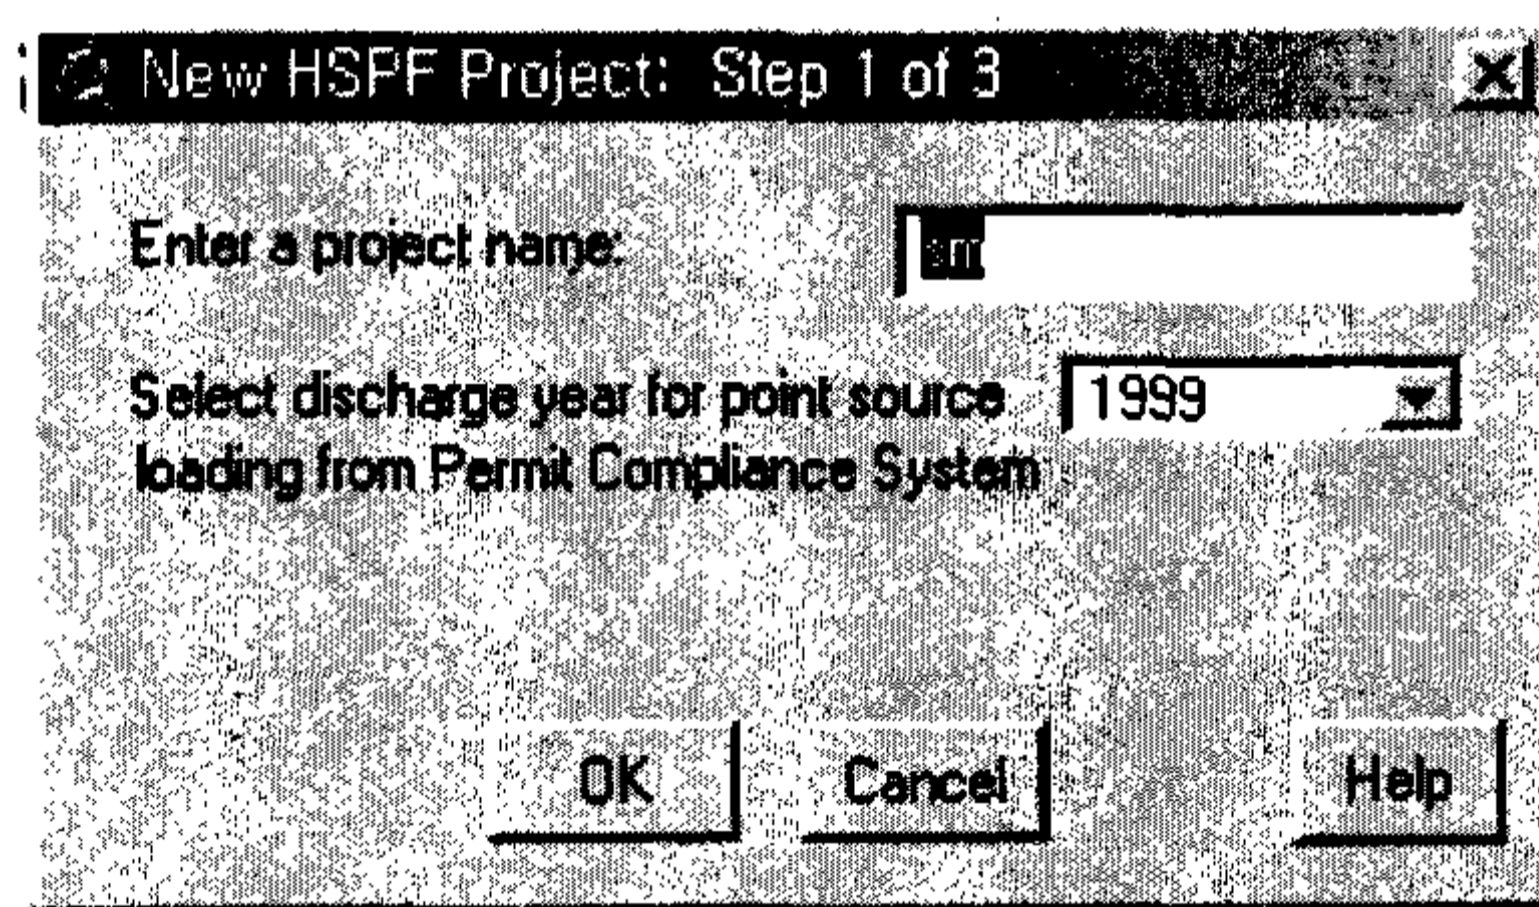 New HSPF Project: Step 1 of 3
Enter a project name:
Select discharge year for point source
1999
loading from Permit Compliance System
OK
Cancel
Help